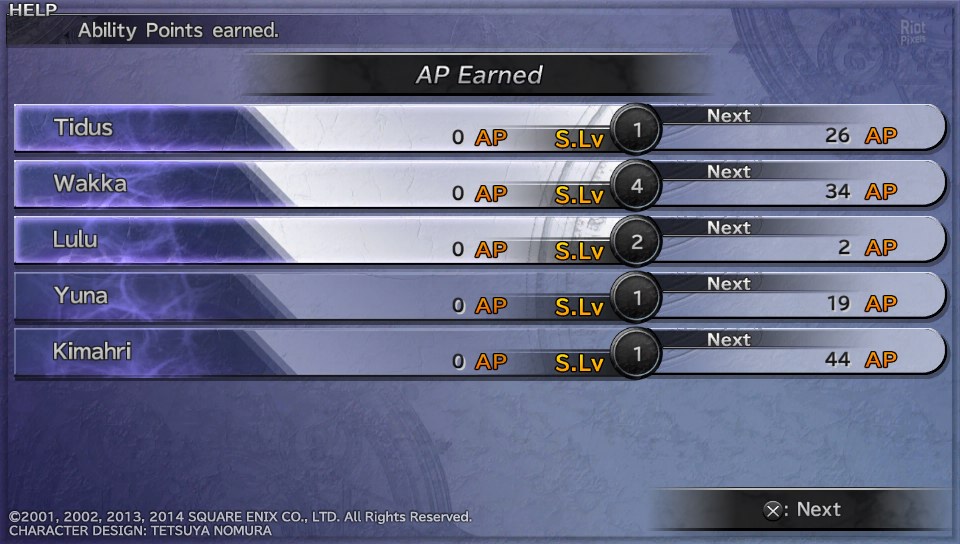 HELP
Ability Points earned.
Riot
Pixels
AP Earned
Tidus 0 AP S.Lv 1 Next 26 AP
Wakka 0 AP S.Lv 4 Next 34 AP
Lulu 0 AP S.Lv 2 Next 2 AP
Yuna 0 AP S.Lv 1 Next 19 AP
Kimahri 0 AP S.Lv 1 Next 44 AP
ⓧ: Next
©2001, 2002, 2013, 2014 SQUARE ENIX CO., LTD. All Rights Reserved.
CHARACTER DESIGN: TETSUYA NOMURA